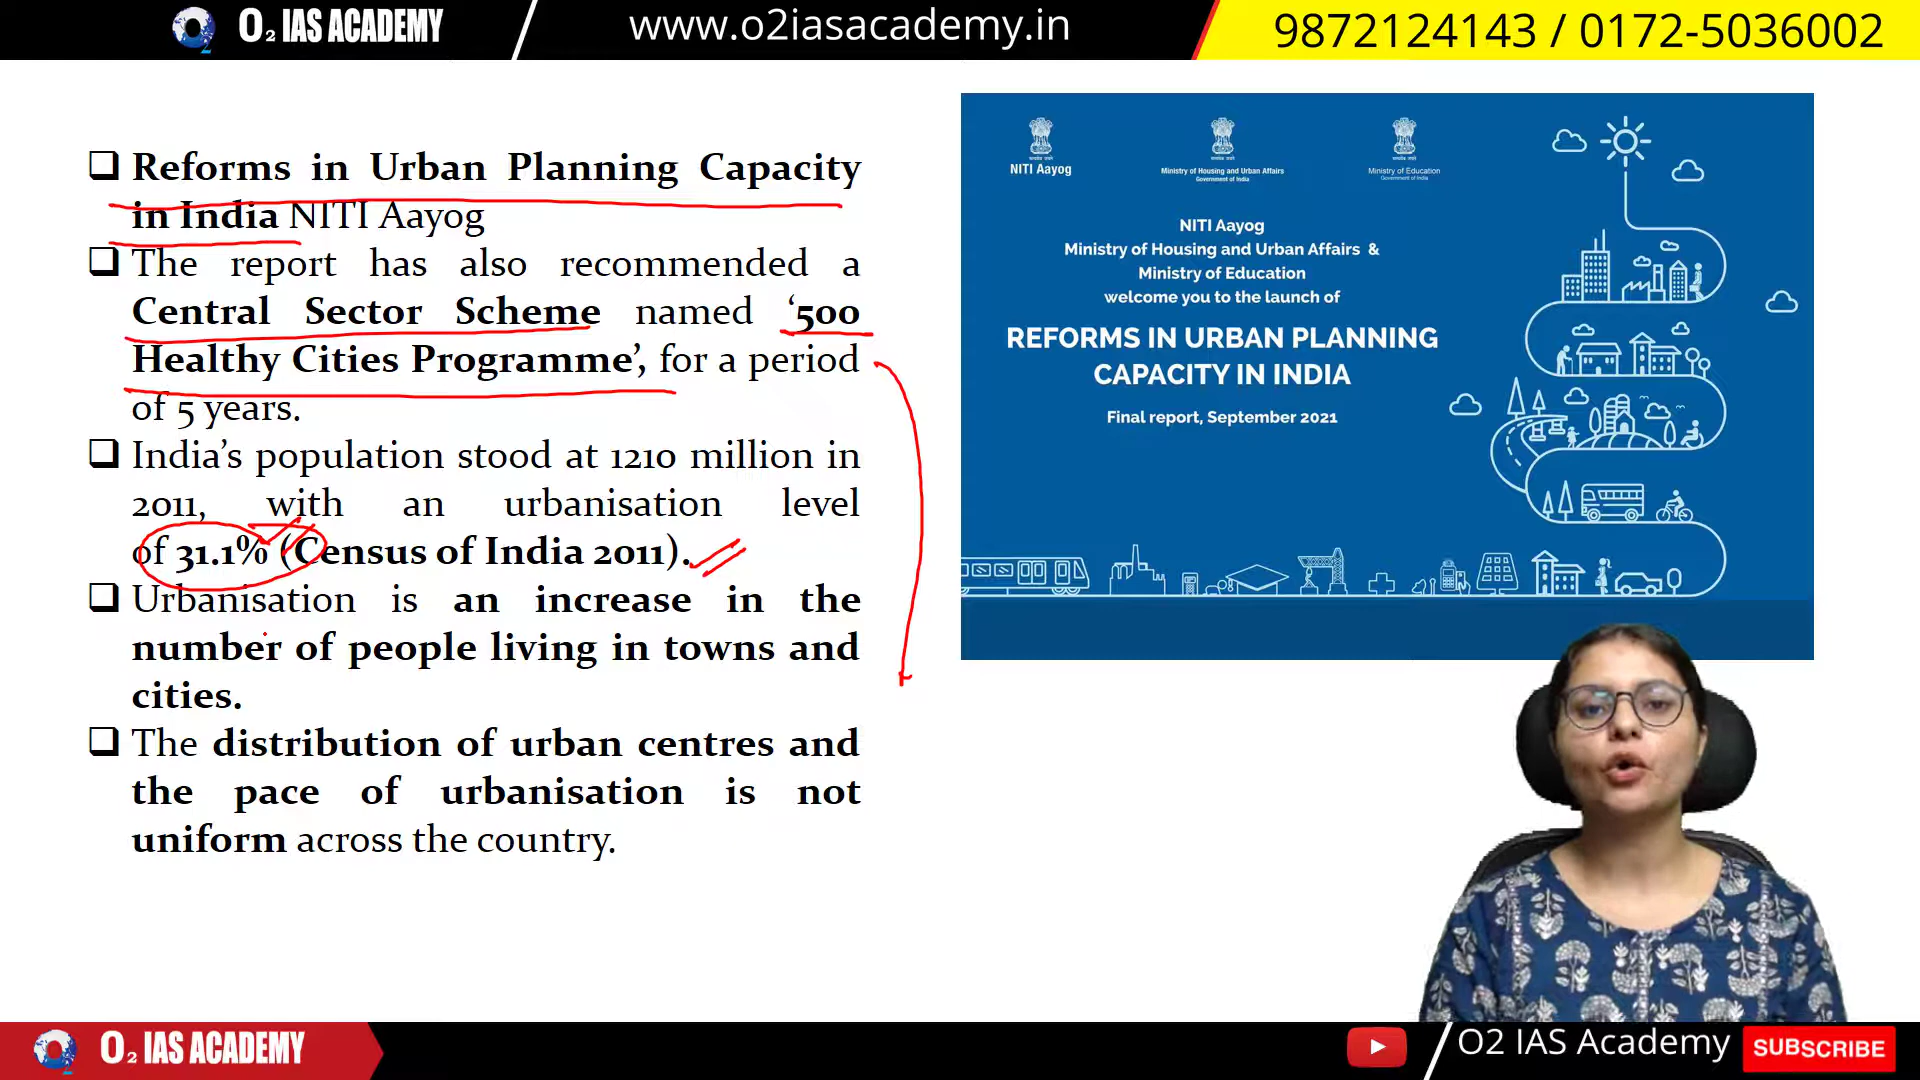 O₂ IAS ACADEMY
www.o2iasacademy.in
9872124143 / 0172-5036002
❑ Reforms in Urban Planning Capacity
in India NITI Aayog
❑ The report has also recommended a
Central Sector Scheme named ‘500
Healthy Cities Programme’, for a period
of 5 years.
❑ India’s population stood at 1210 million in
2011, with an urbanisation level
of 31.1% (Census of India 2011).
❑ Urbanisation is an increase in the
number of people living in towns and
cities.
❑ The distribution of urban centres and
the pace of urbanisation is not
uniform across the country.
NITI Aayog
Ministry of Housing and Urban Affairs
Government of India
Ministry of Education
Government of India
NITI Aayog
Ministry of Housing and Urban Affairs &
Ministry of Education
welcome you to the launch of
REFORMS IN URBAN PLANNING
CAPACITY IN INDIA
Final report, September 2021
O₂ IAS ACADEMY
O2 IAS Academy
SUBSCRIBE